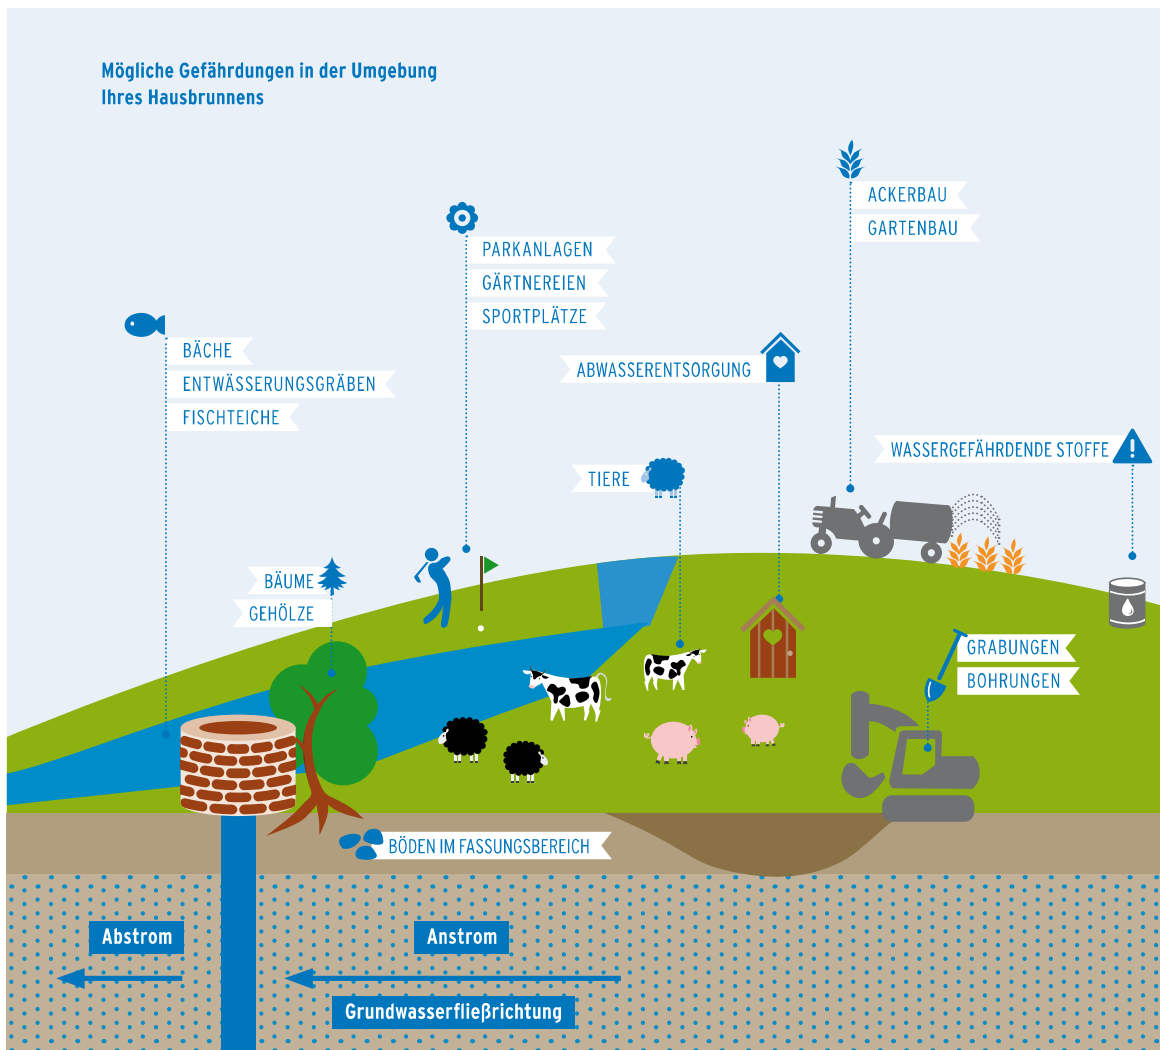 Mögliche Gefährdungen in der Umgebung
Ihres Hausbrunnens
ACKERBAU
GARTENBAU
PARKANLAGEN
GÄRTNEREIEN
SPORTPLÄTZE
BÄCHE
ENTWÄSSERUNGSGRÄBEN
FISCHTEICHE
ABWASSERENTSORGUNG
WASSERGEFÄHRDENDE STOFFE
TIERE
BÄUME
GEHÖLZE
GRABUNGEN
BOHRUNGEN
BÖDEN IM FASSUNGSBEREICH
Abstrom
Anstrom
Grundwasserfließrichtung